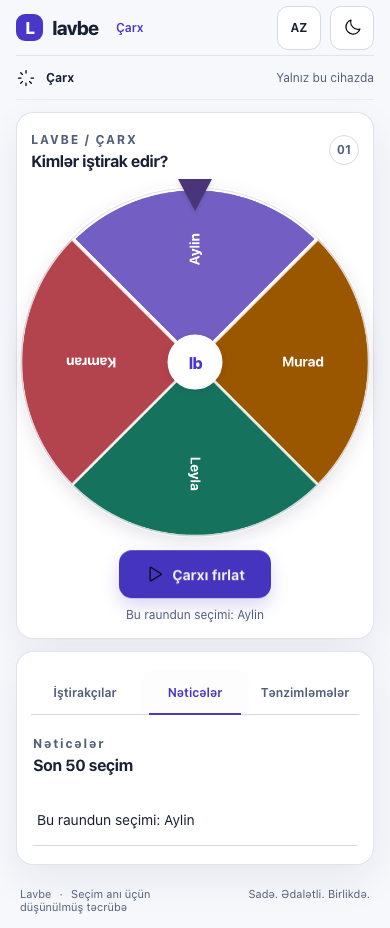 L lavbe Çarx AZ
Çarx Yalnız bu cihazda
LAVBE / ÇARX
Kimlər iştirak edir?
01
Aylin
Kamran
lb
Murad
Leyla
Çarxı fırlat
Bu raundun seçimi: Aylin
İştirakçılar Nəticələr Tənzimləmələr
Nəticələr
Son 50 seçim
Bu raundun seçimi: Aylin
Lavbe · Seçim anı üçün
düşünülmüş təcrübə
Sadə. Ədalətli. Birlikdə.